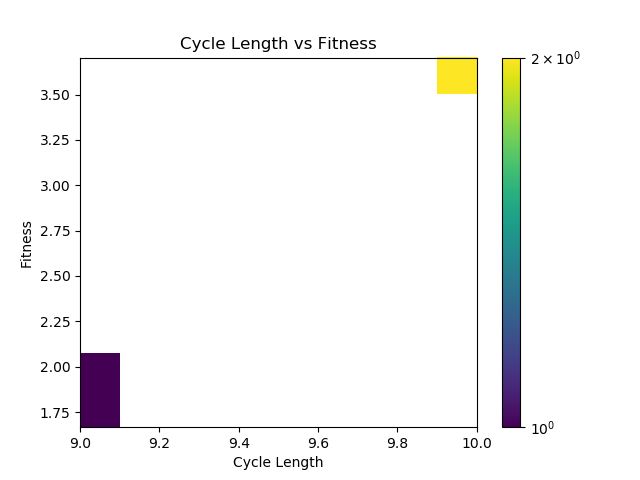 Cycle Length vs Fitness
Fitness
3.50
3.25
3.00
2.75
2.50
2.25
2.00
1.75
9.0 9.2 9.4 9.6 9.8 10.0
Cycle Length
2 × 10⁰
10⁰